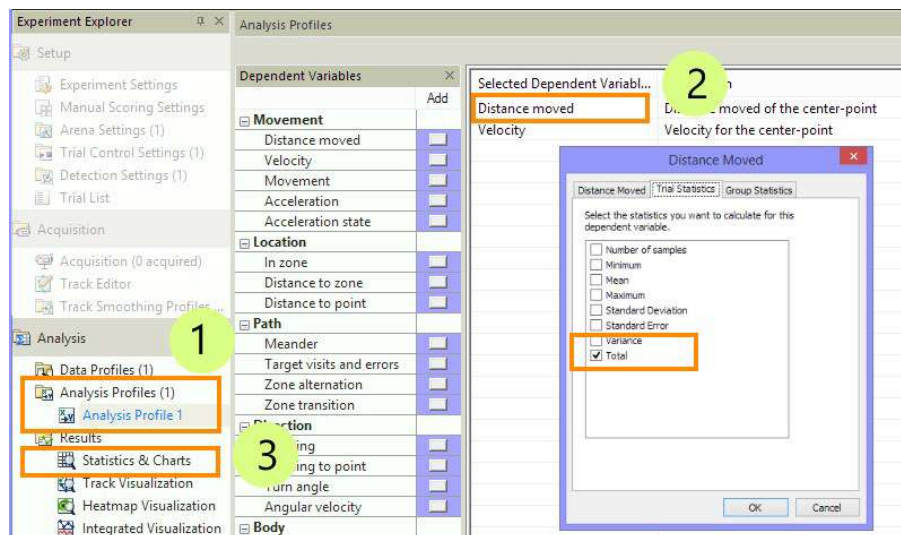 Experiment Explorer
Setup
Experiment Settings
Manual Scoring Settings
Arena Settings (1)
Trial Control Settings (1)
Detection Settings (1)
Trial List
Acquisition
Acquisition (0 acquired)
Track Editor
Track Smoothing Profiles ...
Analysis
1
Data Profiles (1)
Analysis Profiles (1)
Analysis Profile 1
Results
Statistics & Charts
Track Visualization
Heatmap Visualization
Integrated Visualization
Analysis Profiles
Dependent Variables
Add
Movement
Distance moved
Velocity
Movement
Acceleration
Acceleration state
Location
In zone
Distance to zone
Distance to point
Path
Meander
Target visits and errors
Zone alternation
Zone transition
3
Turn angle
Angular velocity
Body
Selected Dependent Variabl...
2
Distance moved
moved of the center-point
Velocity
Velocity for the center-point
Distance Moved
Distance Moved
Trial Statistics
Group Statistics
Select the statistics you want to calculate for this
dependent variable.
Number of samples
Minimum
Mean
Maximum
Standard Deviation
Standard Error
Variance
Total
OK
Cancel